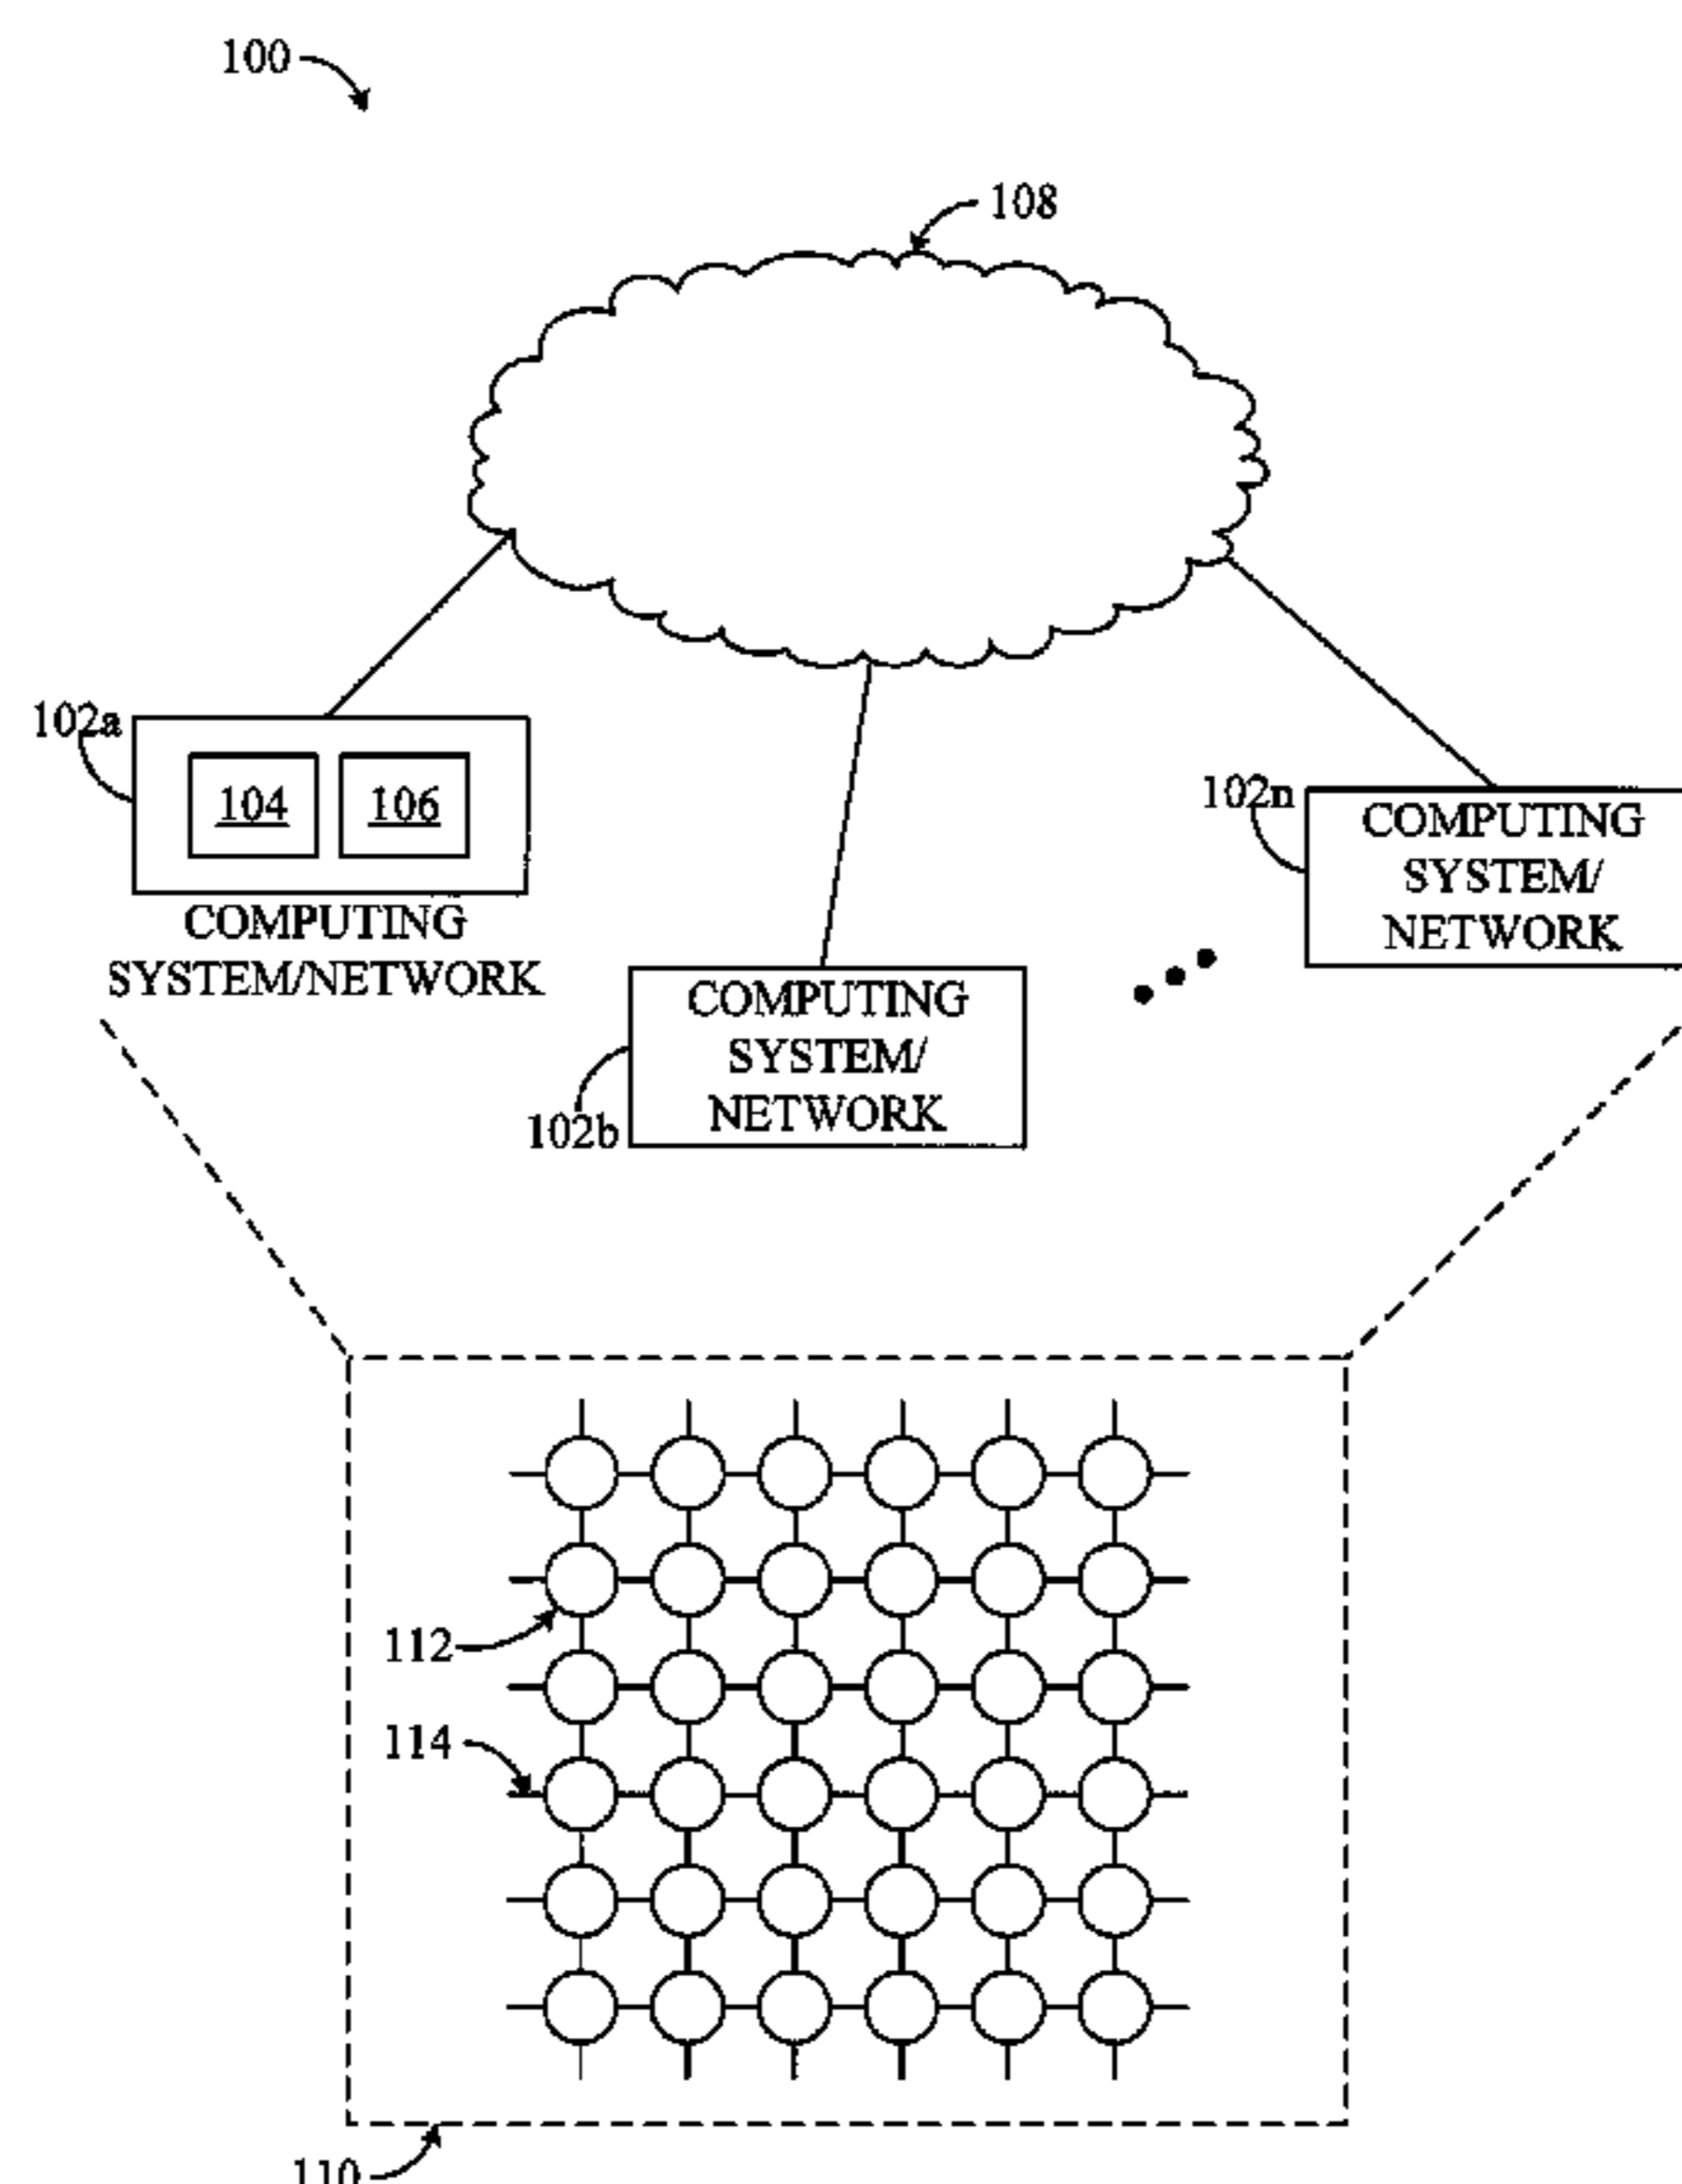 100
108
102a
104
106
COMPUTING
SYSTEM/NETWORK
102n
COMPUTING
SYSTEM/
NETWORK
COMPUTING
SYSTEM/
NETWORK
102b
112
114
110